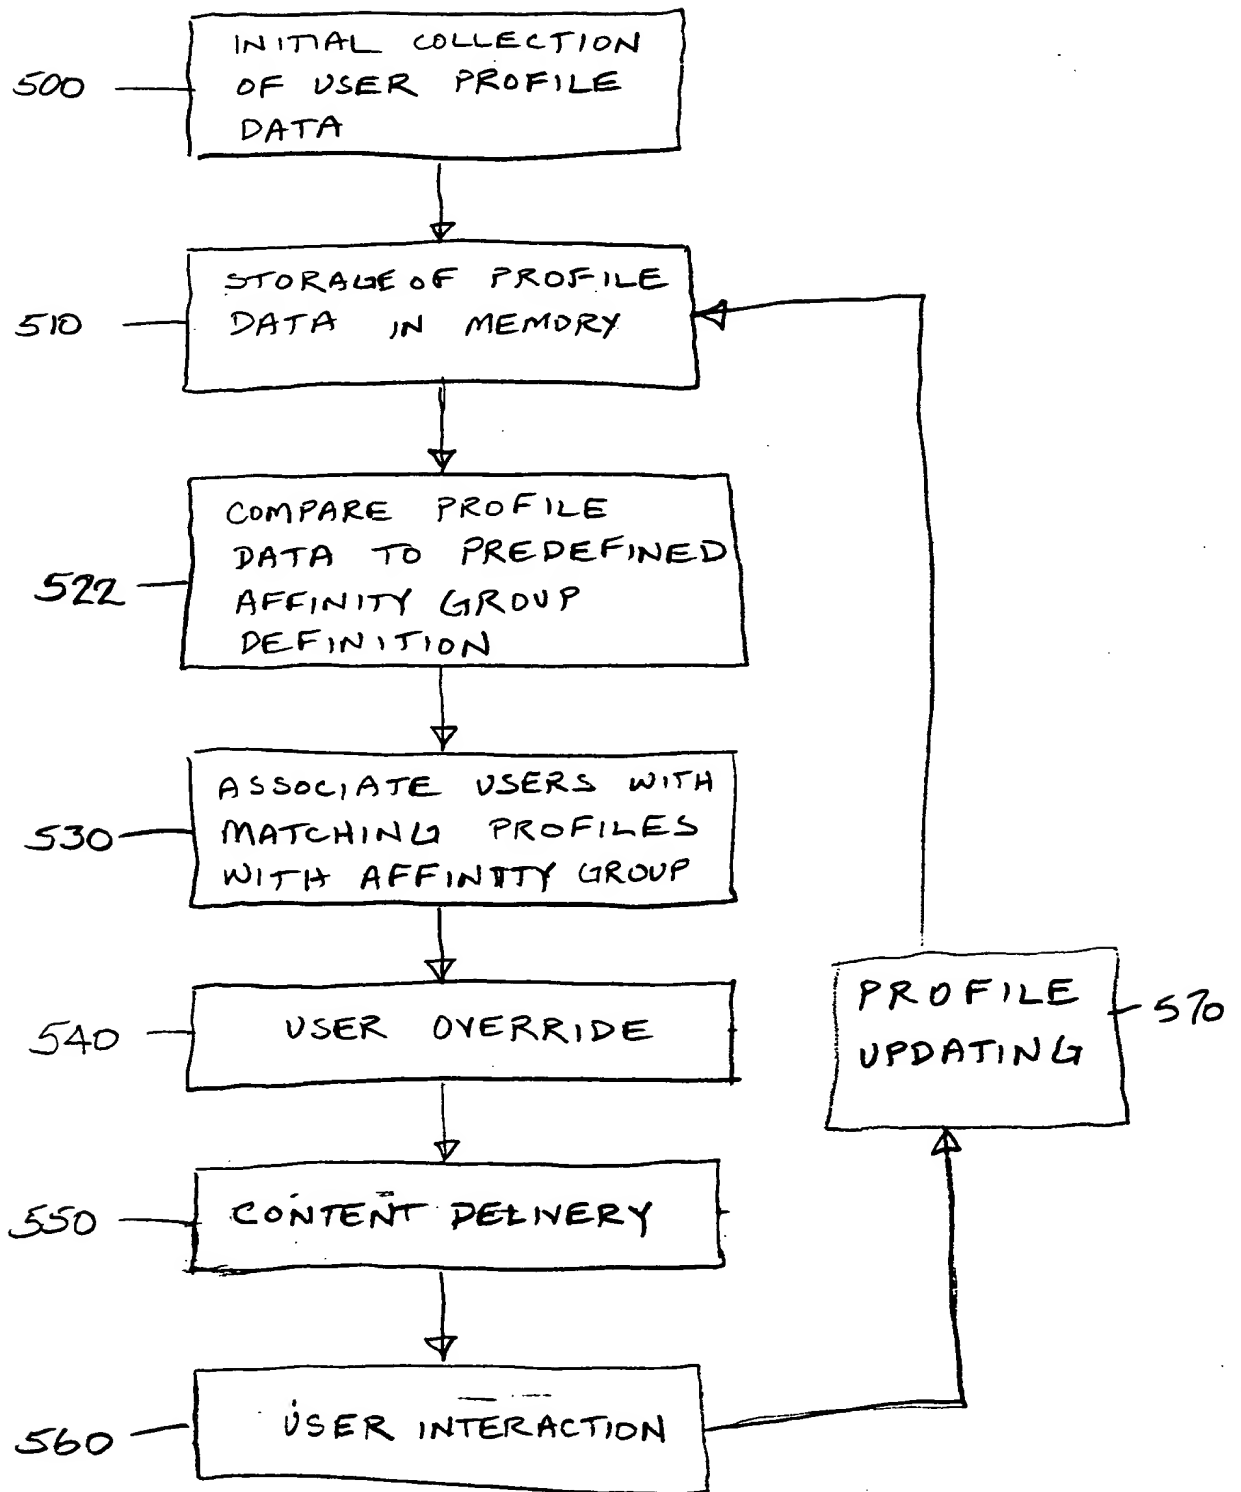 INITIAL COLLECTION
500
OF USER PROFILE
DATA
STORAGE OF PROFILE
510
DATA IN MEMORY
COMPARE PROFILE
DATA TO PREDEFINED
522
AFFINITY GROUP
DEFINITION
ASSOCIATE USERS WITH
530
MATCHING PROFILES
WITH AFFINITY GROUP
540
USER OVERRIDE
PROFILE
570
UPDATING
550
CONTENT DELIVERY
560
USER INTERACTION